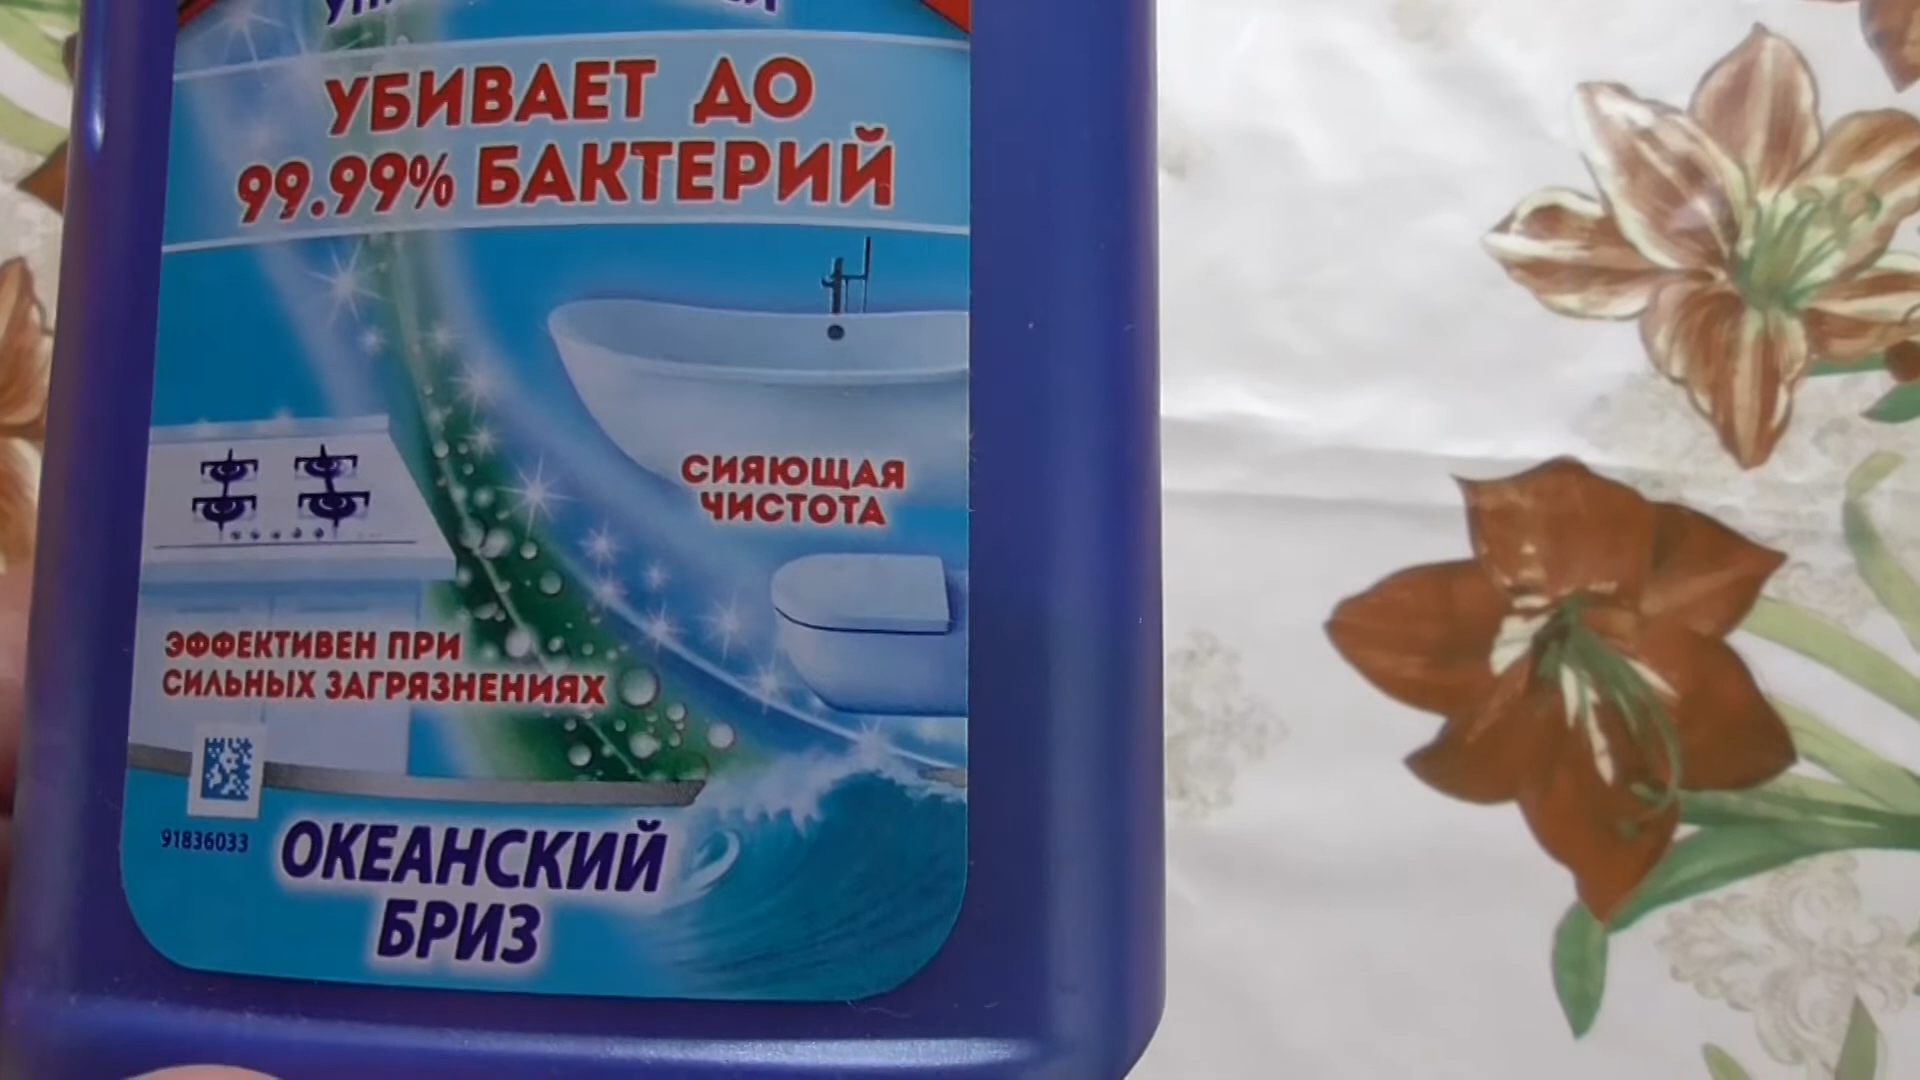 УБИВАЕТ ДО
99.99% БАКТЕРИЙ
СИЯЮЩАЯ
ЧИСТОТА
ЭФФЕКТИВЕН ПРИ
СИЛЬНЫХ ЗАГРЯЗНЕНИЯХ
91836033
ОКЕАНСКИЙ
БРИЗ